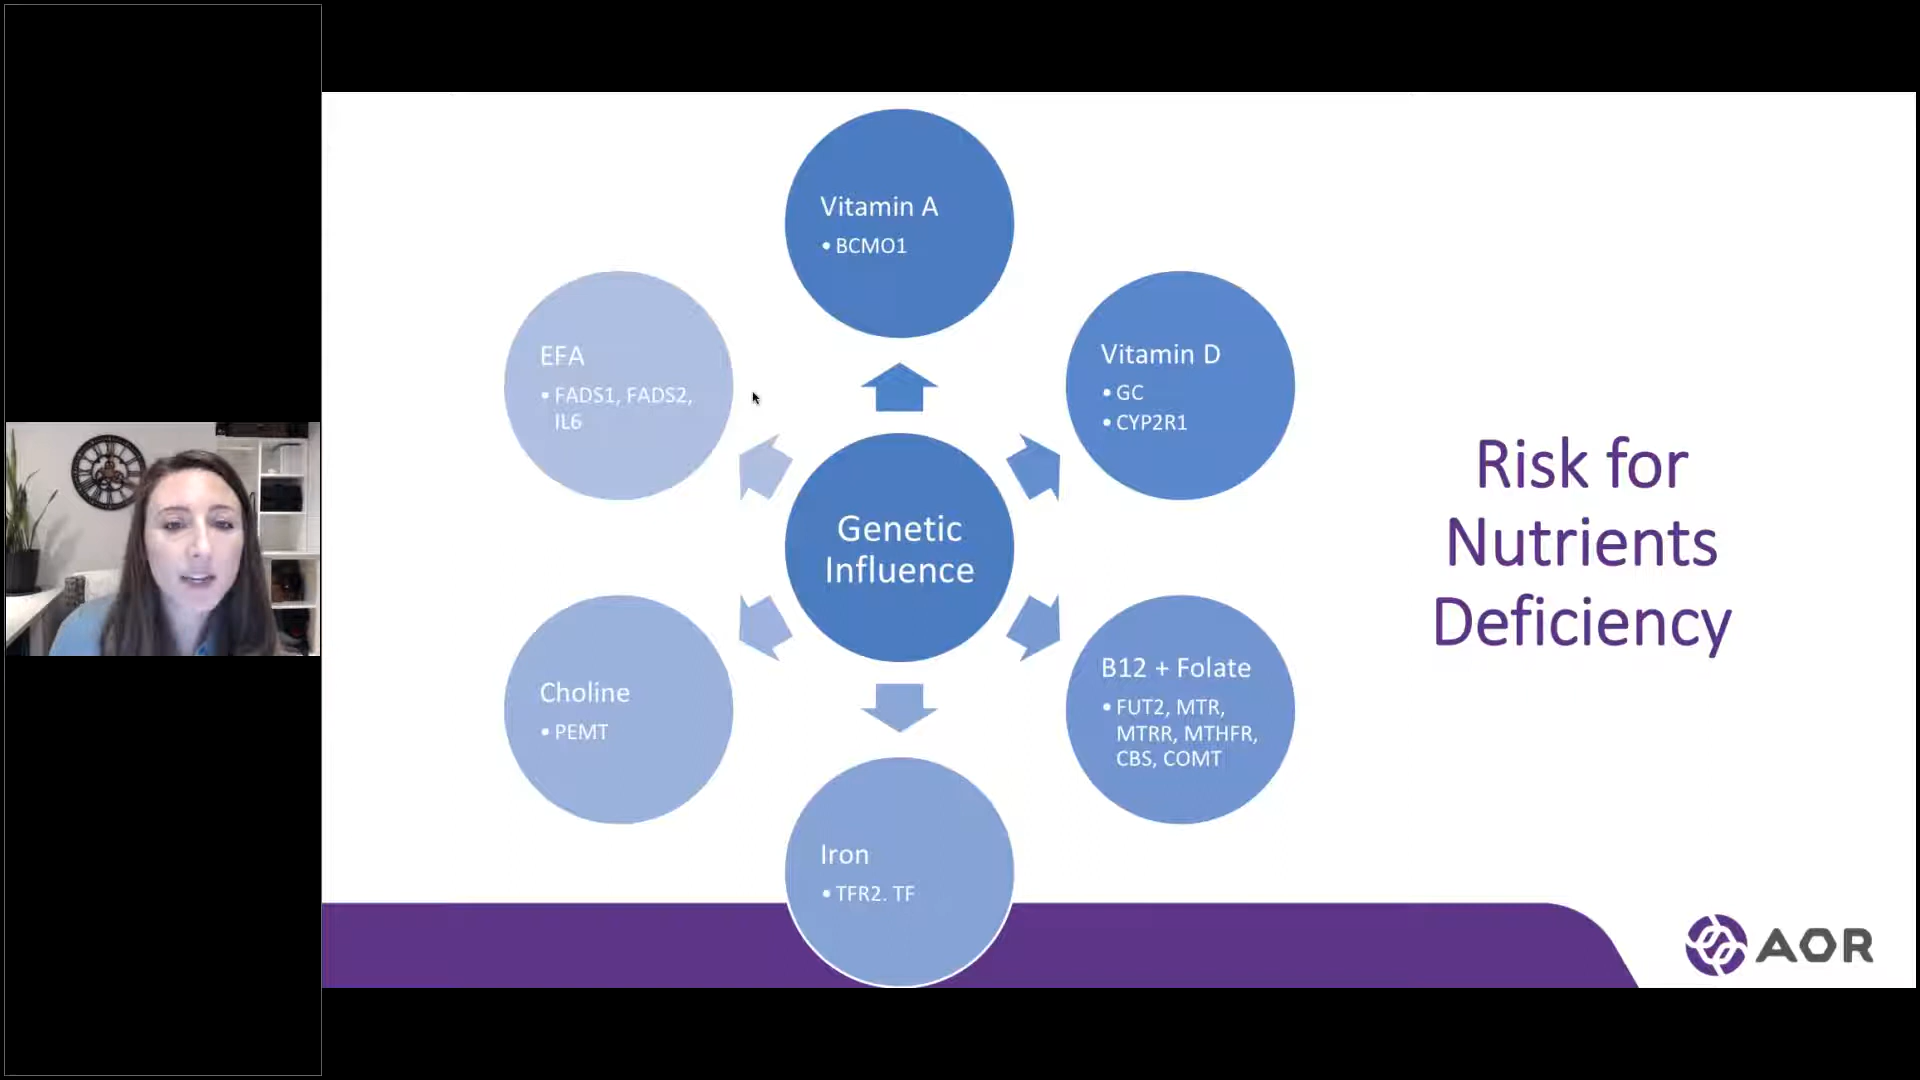 Vitamin A
• BCMO1
EFA
• FADS1, FADS2,
IL6
Vitamin D
• GC
• CYP2R1
Genetic
Influence
Risk for
Nutrients
Deficiency
Choline
• PEMT
B12 + Folate
• FUT2, MTR,
MTRR, MTHFR,
CBS, COMT
Iron
• TFR2. TF
AOR